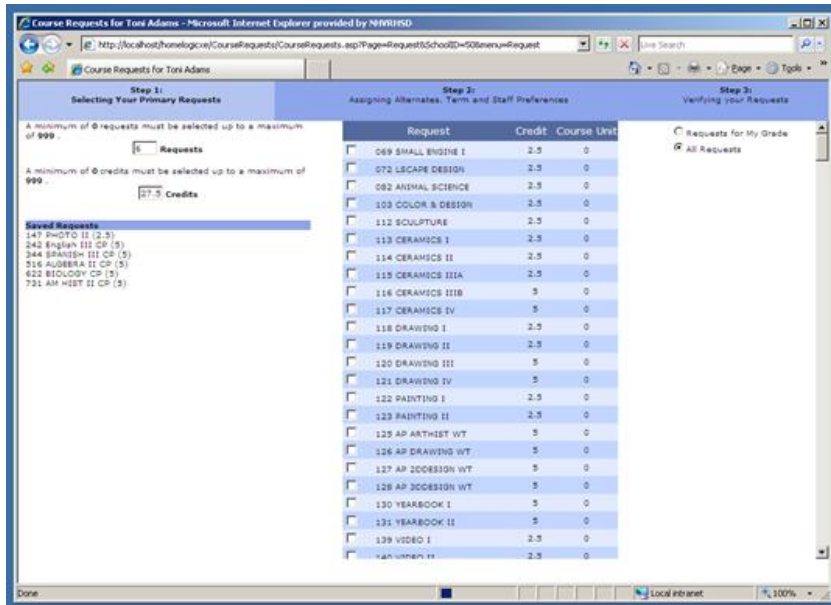 Course Requests for Toni Adams - Microsoft Internet Explorer provided by NHVRHSD
http://localhost/homelogicxe/CourseRequests/CourseRequests.asp?Page=Request&SchoolID=50&menu=Request
Live Search
Course Requests for Toni Adams
Page
Tools
Step 1:
Selecting Your Primary Requests
Step 2:
Assigning Alternates, Term and Staff Preferences
Step 3:
Verifying your Requests
A minimum of 0 requests must be selected up to a maximum
of 999 .
6 Requests
A minimum of 0 credits must be selected up to a maximum of
999 .
27.5 Credits
Saved Requests
147 PHOTO II (2.5)
242 English III CP (5)
344 SPANISH III CP (5)
516 ALGEBRA II CP (5)
622 BIOLOGY CP (5)
731 AM HIST II CP (5)
Request Credit Course Unit
069 SMALL ENGINE I 2.5 0
072 LSCAPE DESIGN 2.5 0
082 ANIMAL SCIENCE 2.5 0
103 COLOR & DESIGN 2.5 0
112 SCULPTURE 2.5 0
113 CERAMICS I 2.5 0
114 CERAMICS II 2.5 0
115 CERAMICS IIIA 2.5 0
116 CERAMICS IIIB 5 0
117 CERAMICS IV 5 0
118 DRAWING I 2.5 0
119 DRAWING II 2.5 0
120 DRAWING III 5 0
121 DRAWING IV 5 0
122 PAINTING I 2.5 0
123 PAINTING II 2.5 0
125 AP ARTHIST WT 5 0
126 AP DRAWING WT 5 0
127 AP 2DDESIGN WT 5 0
128 AP 3DDESIGN WT 5 0
130 YEARBOOK I 5 0
131 YEARBOOK II 5 0
139 VIDEO I 2.5 0
140 VIDEO II 2.5 0
Requests for My Grade
All Requests
Done
Local intranet
100%